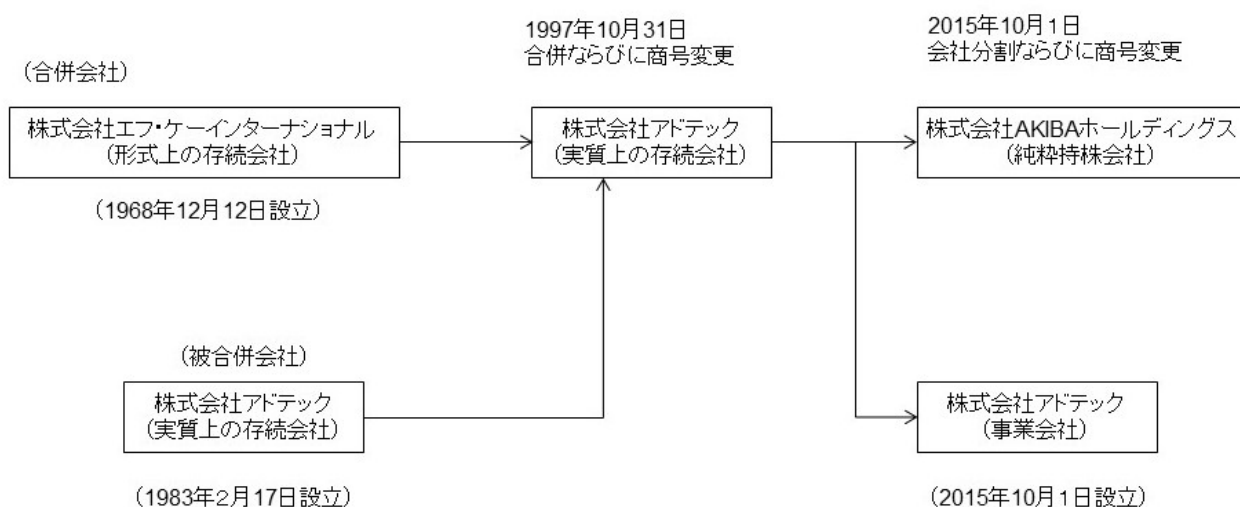 1997年10月31日
合併ならびに商号変更
2015年10月1日
会社分割ならびに商号変更
(合併会社)
株式会社エフ・ケーインターナショナル
(形式上の存続会社)
株式会社アドテック
(実質上の存続会社)
株式会社AKIBAホールディングス
(純粋持株会社)
(1968年12月12日設立)
(被合併会社)
株式会社アドテック
(実質上の存続会社)
株式会社アドテック
(事業会社)
(1983年2月17日設立)
(2015年10月1日設立)